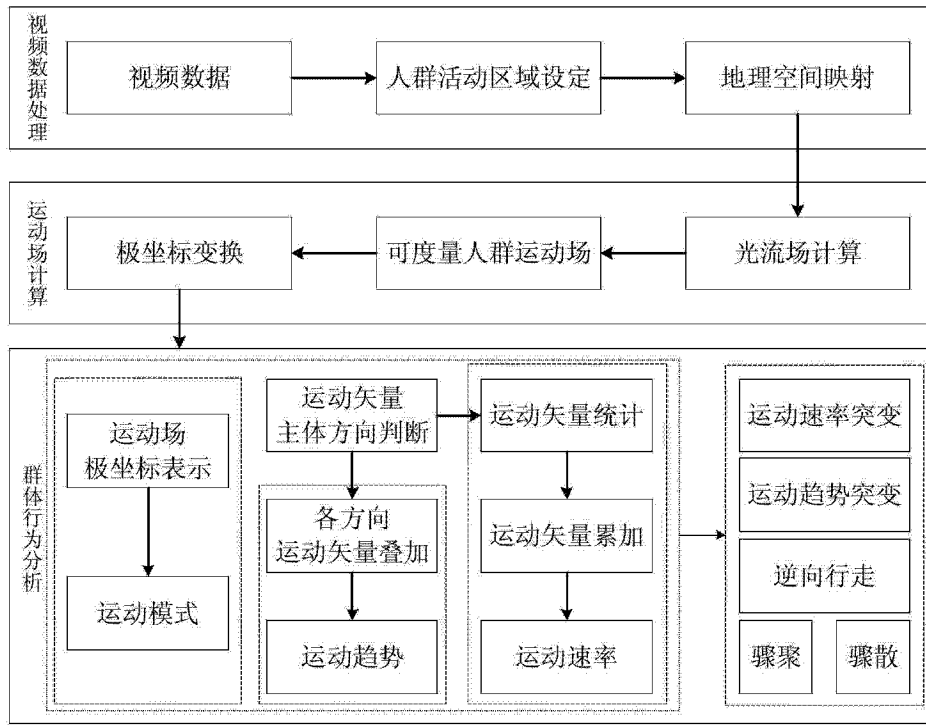 视频数据处理
视频数据
人群活动区域设定
地理空间映射
运动场计算
极坐标变换
可度量人群运动场
光流场计算
群体行为分析
运动场
极坐标表示
运动模式
运动矢量
主体方向判断
各方向
运动矢量叠加
运动趋势
运动矢量统计
运动矢量累加
运动速率
运动速率突变
运动趋势突变
逆向行走
骤聚
骤散